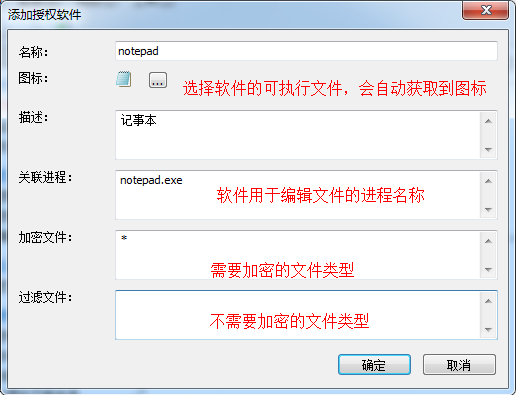 添加授权软件
名称： notepad
图标： ... 选择软件的可执行文件，会自动获取到图标
描述： 记事本
关联进程： notepad.exe
软件用于编辑文件的进程名称
加密文件： *
需要加密的文件类型
过滤文件：
不需要加密的文件类型
确定 取消